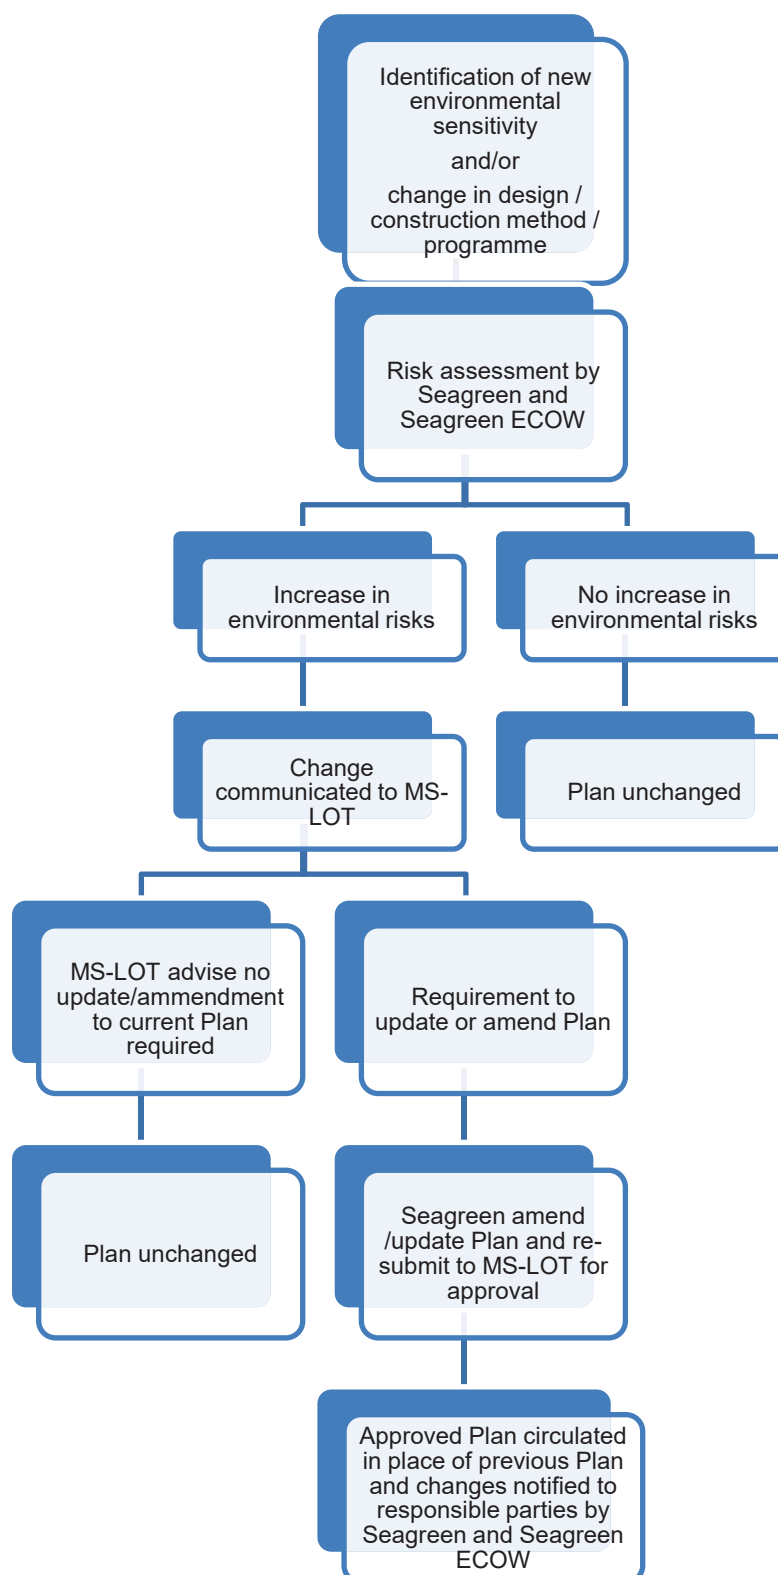 Identification of new
environmental
sensitivity
and/or
change in design /
construction method /
programme
Risk assessment by
Seagreen and
Seagreen ECOW
Increase in
environmental risks
No increase in
environmental risks
Change
communicated to MS-
LOT
Plan unchanged
MS-LOT advise no
update/ammendment
to current Plan
required
Requirement to
update or amend Plan
Plan unchanged
Seagreen amend
/update Plan and re-
submit to MS-LOT for
approval
Approved Plan circulated
in place of previous Plan
and changes notified to
responsible parties by
Seagreen and Seagreen
ECOW